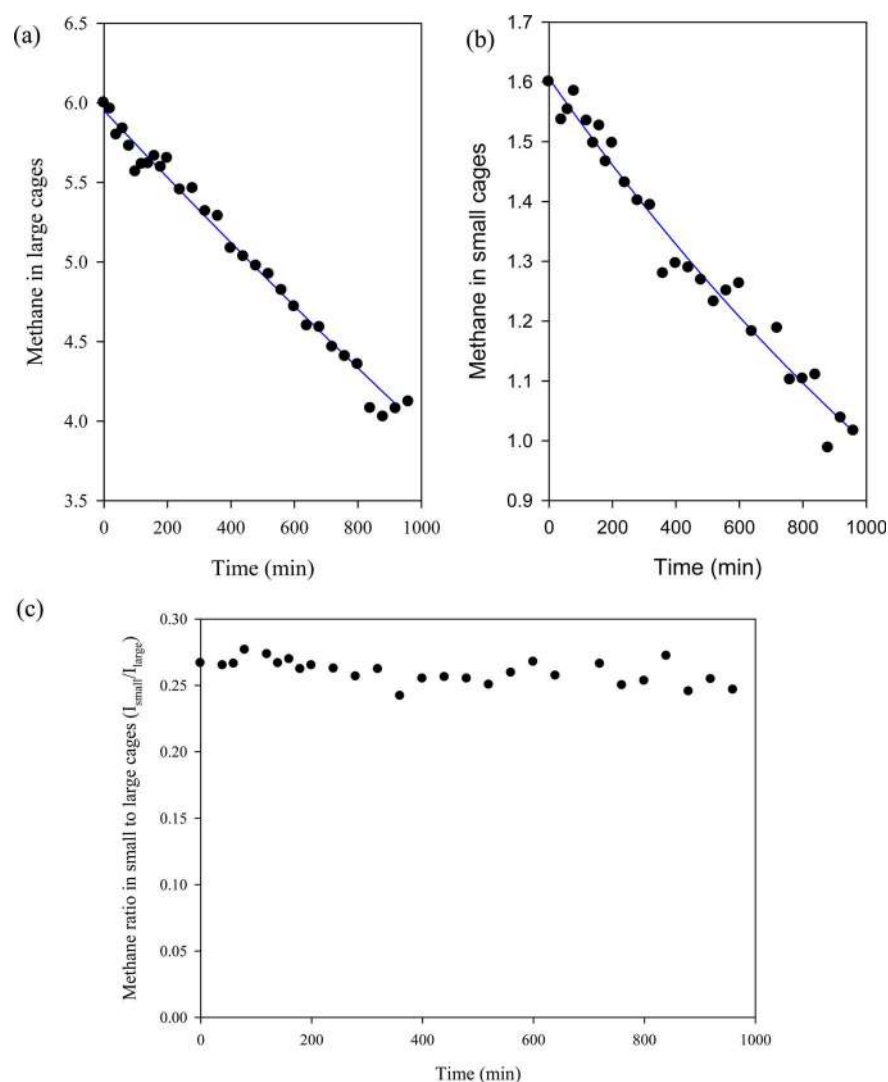 (a)
Methane in large cages
6.5
6.0
5.5
5.0
4.5
4.0
3.5
0 200 400 600 800 1000
Time (min)
(b)
Methane in small cages
1.7
1.6
1.5
1.4
1.3
1.2
1.1
1.0
0.9
0 200 400 600 800 1000
Time (min)
(c)
Methane ratio in small to large cages (I_small/I_large)
0.30
0.25
0.20
0.15
0.10
0.05
0.00
0 200 400 600 800 1000
Time (min)